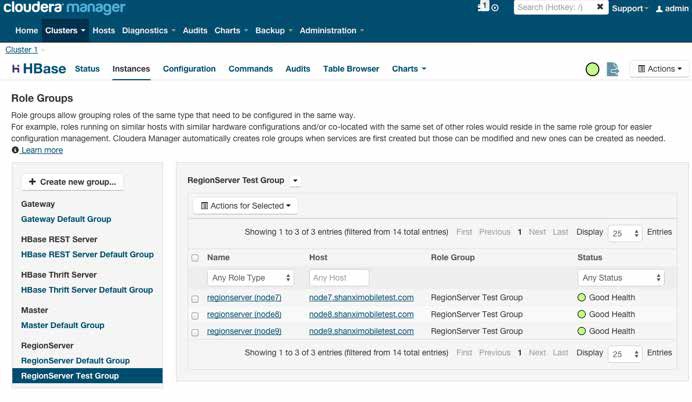 cloudera manager
1
Search (Hotkey: /)
Support
admin
Home Clusters Hosts Diagnostics Audits Charts Backup Administration
Cluster 1
HBase Status Instances Configuration Commands Audits Table Browser Charts Actions
Role Groups
Role groups allow grouping roles of the same type that need to be configured in the same way.
For example, roles running on similar hosts with similar hardware configurations and/or co-located with the same set of other roles would reside in the same role group for easier
configuration management. Cloudera Manager automatically creates role groups when services are first created but those can be modified and new ones can be created as needed.
Learn more
+ Create new group...
Gateway
Gateway Default Group
HBase REST Server
HBase REST Server Default Group
HBase Thrift Server
HBase Thrift Server Default Group
Master
Master Default Group
RegionServer
RegionServer Default Group
RegionServer Test Group
RegionServer Test Group
Actions for Selected
Showing 1 to 3 of 3 entries (filtered from 14 total entries) First Previous 1 Next Last Display 25 Entries
Name Host Role Group Status
Any Role Type Any Host Any Status
regionserver (node7) node7.shanximobiletest.com RegionServer Test Group Good Health
regionserver (node8) node8.shanximobiletest.com RegionServer Test Group Good Health
regionserver (node9) node9.shanximobiletest.com RegionServer Test Group Good Health
Showing 1 to 3 of 3 entries (filtered from 14 total entries) First Previous 1 Next Last Display 25 Entries